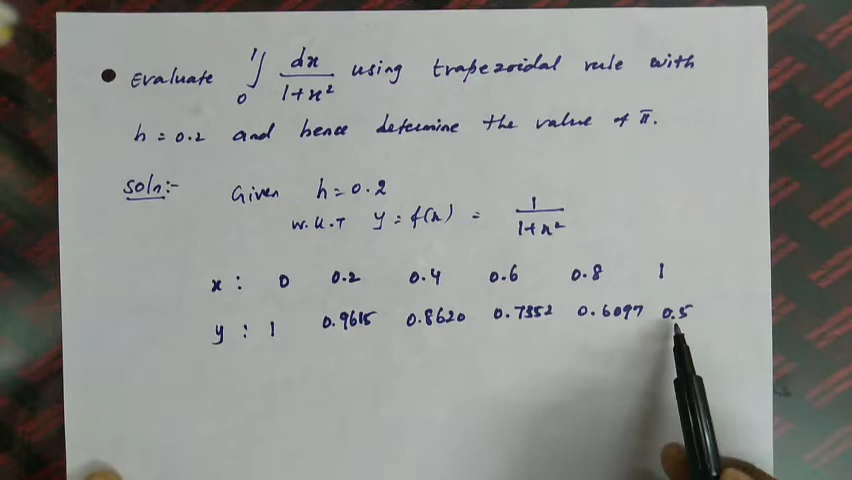 Evaluate ∫₀¹ dx/(1+x²) using trapezoidal rule with
h = 0.2 and hence determine the value of π.
Soln:- Given h = 0.2
W.K.T y = f(x) = 1/(1+x²)
x : 0 0.2 0.4 0.6 0.8 1
y : 1 0.9615 0.8620 0.7352 0.6097 0.5